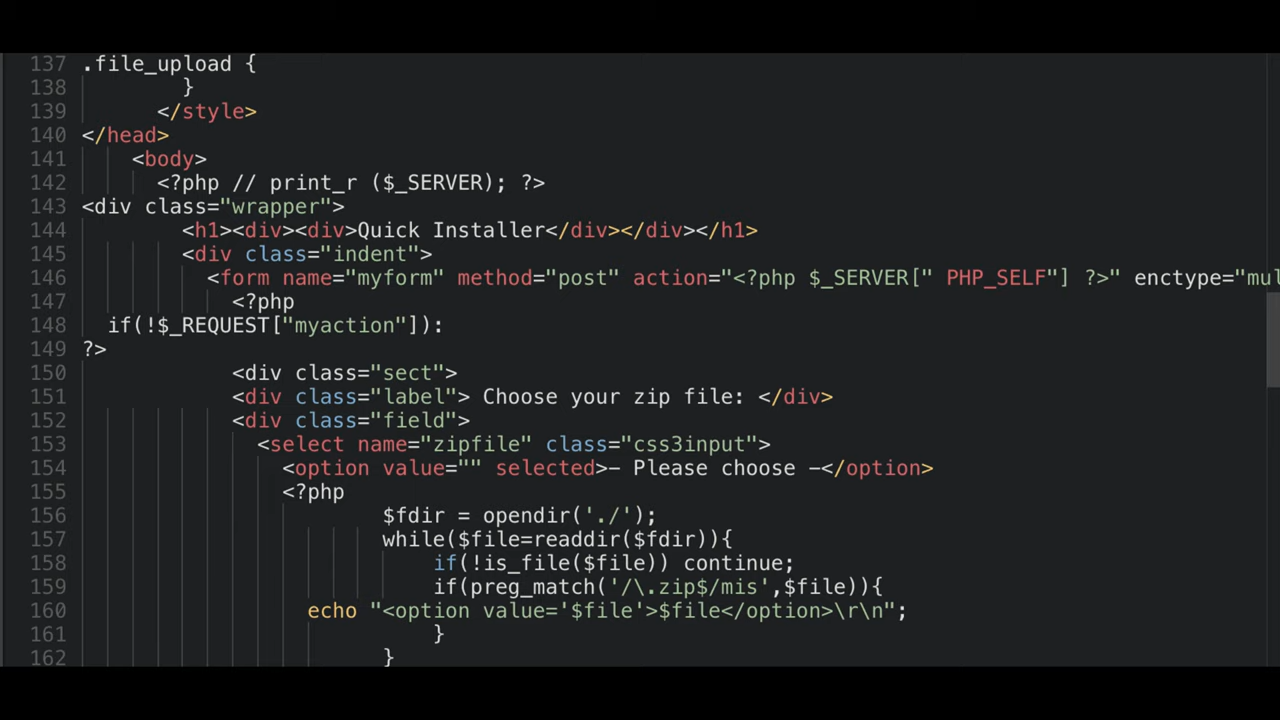 137 .file_upload {
138 }
139 </style>
140 </head>
141 <body>
142 <?php // print_r ($_SERVER); ?>
143 <div class="wrapper">
144 <h1><div><div>Quick Installer</div></div></h1>
145 <div class="indent">
146 <form name="myform" method="post" action="<?php $_SERVER[" PHP_SELF"] ?>" enctype="mul
147 <?php
148 if(!$_REQUEST["myaction"]):
149 ?>
150 <div class="sect">
151 <div class="label"> Choose your zip file: </div>
152 <div class="field">
153 <select name="zipfile" class="css3input">
154 <option value="" selected>- Please choose -</option>
155 <?php
156 $fdir = opendir('./');
157 while($file=readdir($fdir)){
158 if(!is_file($file)) continue;
159 if(preg_match('/\.zip$/mis',$file)){
160 echo "<option value='$file'>$file</option>\r\n";
161 }
162 }